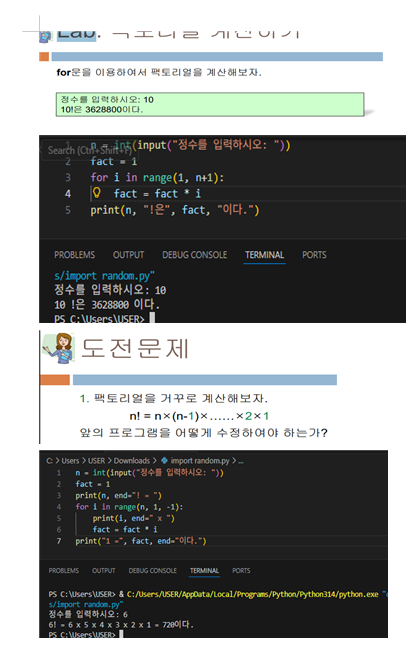 Lab: 팩토리얼 계산하기
for문을 이용하여서 팩토리얼을 계산해보자.
정수를 입력하시오: 10
10!은 3628800이다.
Search (Ctrl+Shift+F)
1 n = int(input("정수를 입력하시오: "))
2 fact = 1
3 for i in range(1, n+1):
4 fact = fact * i
5 print(n, "!은", fact, "이다.")
PROBLEMS OUTPUT DEBUG CONSOLE TERMINAL PORTS
s/import random.py"
정수를 입력하시오: 10
10 !은 3628800 이다.
PS C:\Users\USER>
도전문제
1. 팩토리얼을 거꾸로 계산해보자.
n! = n×(n-1)×……×2×1
앞의 프로그램을 어떻게 수정하여야 하는가?
C: > Users > USER > Downloads > import random.py > ...
1 n = int(input("정수를 입력하시오: "))
2 fact = 1
3 print(n, end="! = ")
4 for i in range(n, 1, -1):
5 print(i, end=" x ")
6 fact = fact * i
7 print("1 =", fact, end="이다.")
PROBLEMS OUTPUT DEBUG CONSOLE TERMINAL PORTS
PS C:\Users\USER> & C:/Users/USER/AppData/Local/Programs/Python/Python314/python.exe "c
s/import random.py"
정수를 입력하시오: 6
6! = 6 x 5 x 4 x 3 x 2 x 1 = 720이다.
PS C:\Users\USER>